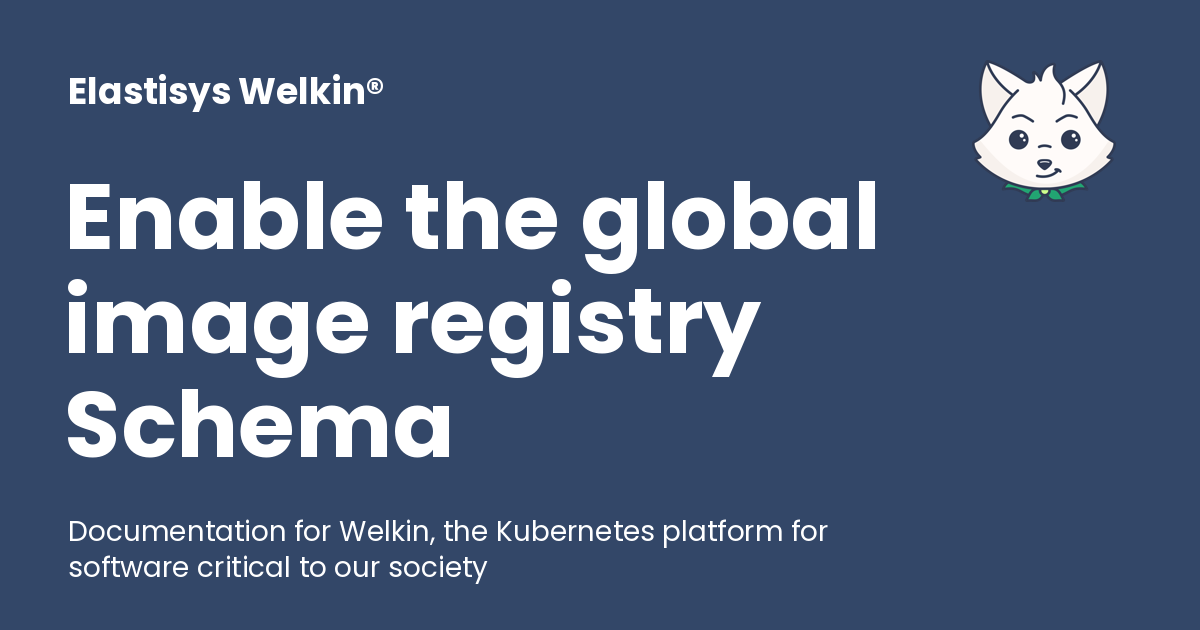 Elastisys Welkin®
Enable the global
image registry
Schema
Documentation for Welkin, the Kubernetes platform for
software critical to our society